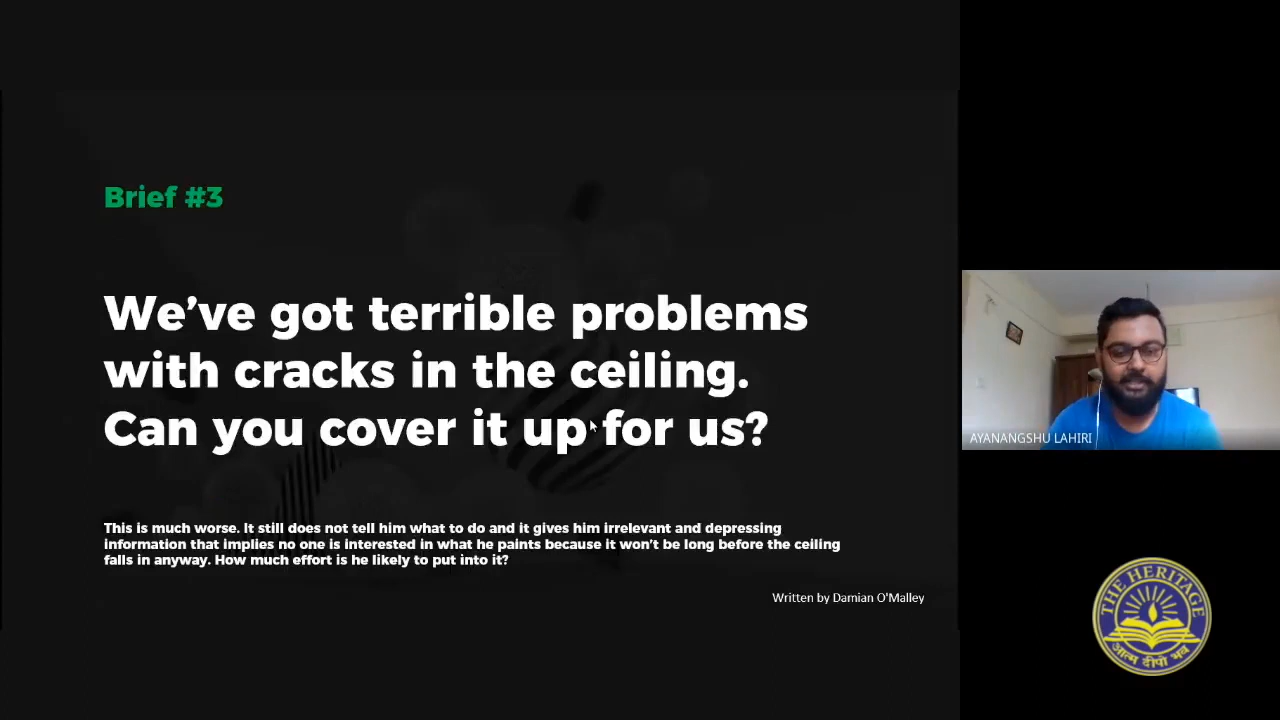 Brief #3
We’ve got terrible problems
with cracks in the ceiling.
Can you cover it up for us?
This is much worse. It still does not tell him what to do and it gives him irrelevant and depressing
information that implies no one is interested in what he paints because it won’t be long before the ceiling
falls in anyway. How much effort is he likely to put into it?
Written by Damian O'Malley
AYANANGSHU LAHIRI
THE HERITAGE
आत्म दीपो भव